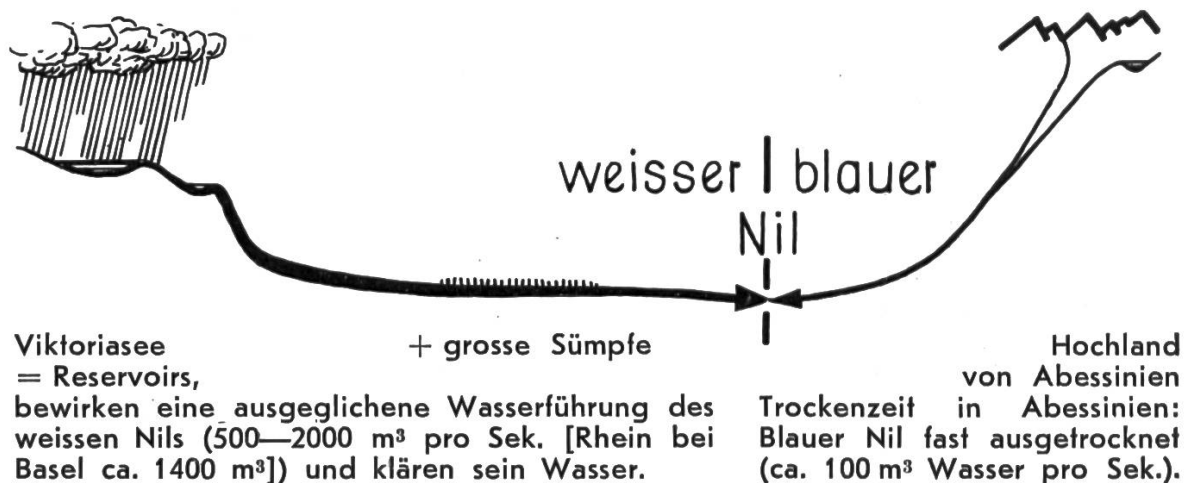 weisser | blauer
Nil
Viktoriasee + grosse Sümpfe
= Reservoirs,
bewirken eine ausgeglichene Wasserführung des
weissen Nils (500—2000 m³ pro Sek. [Rhein bei
Basel ca. 1400 m³]) und klären sein Wasser.
Hochland
von Abessinien
Trockenzeit in Abessinien:
Blauer Nil fast ausgetrocknet
(ca. 100 m³ Wasser pro Sek.).